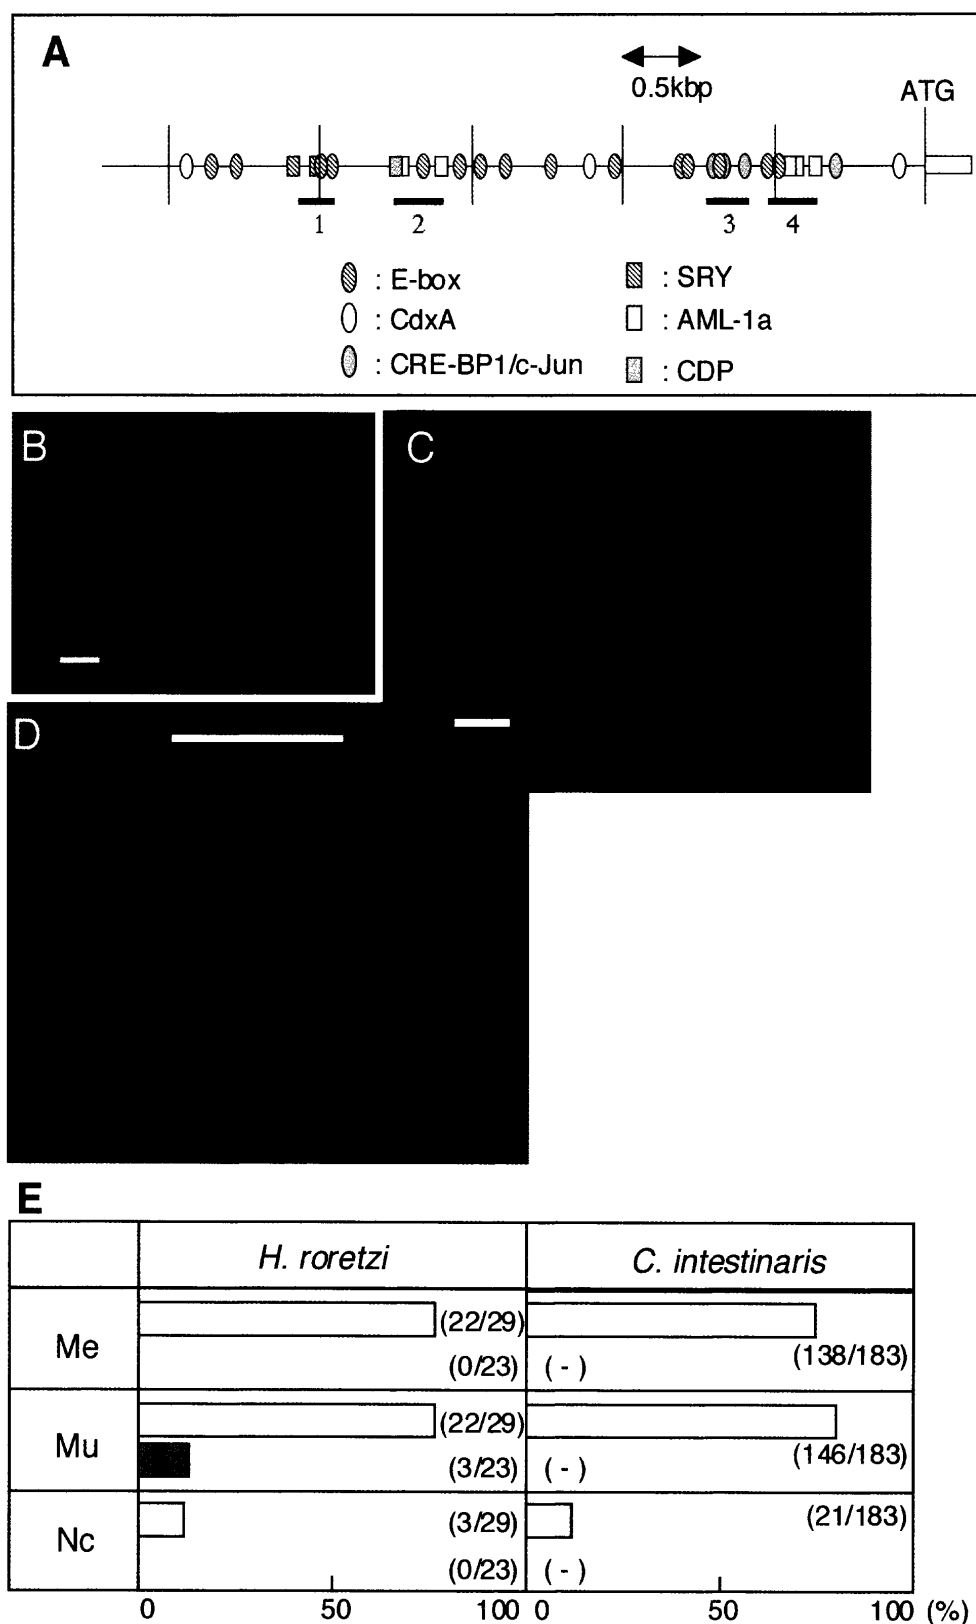 A
0.5kbp
ATG
1 2 3 4
: E-box : SRY
: CdxA : AML-1a
: CRE-BP1/c-Jun : CDP
B
C
D
E
H. roretzi C. intestinaris
Me (22/29) (138/183)
(0/23) ( - )
Mu (22/29) (146/183)
(3/23) ( - )
Nc (3/29) (21/183)
(0/23) ( - )
0 50 100 0 50 100 (%)